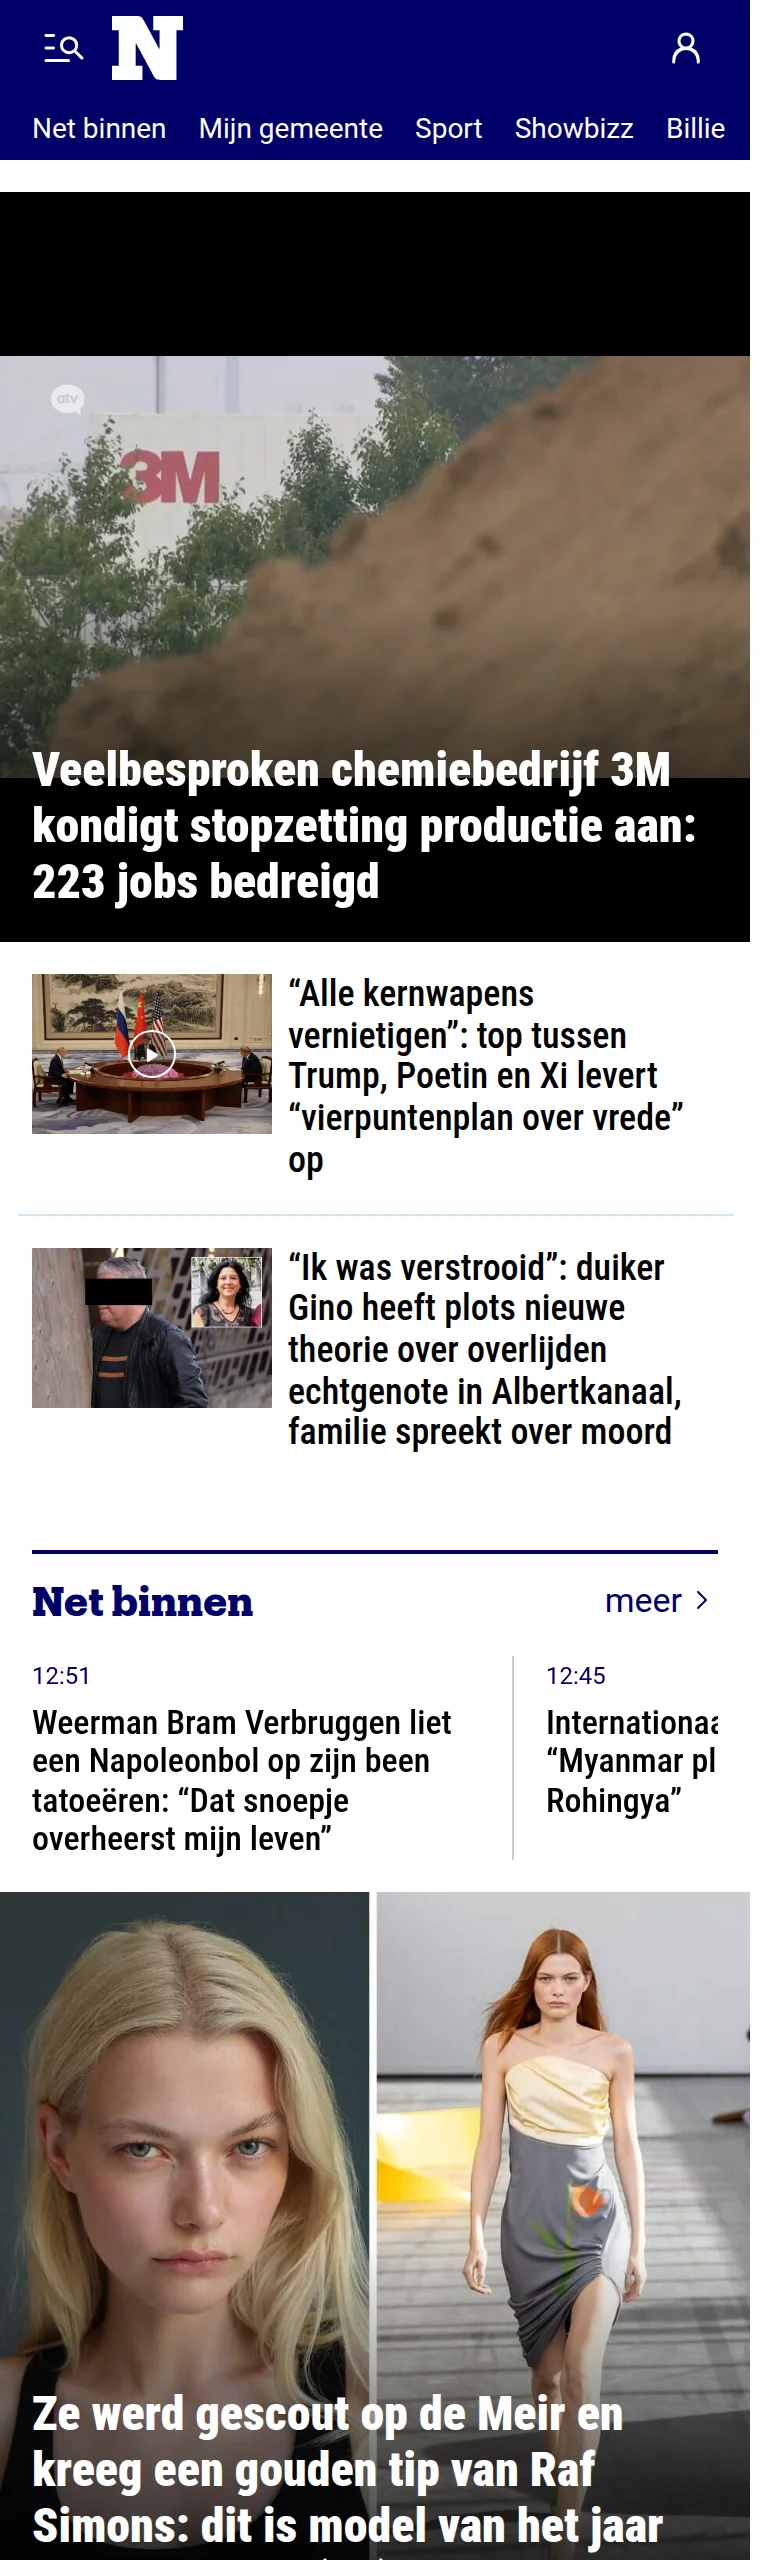 N
Net binnen Mijn gemeente Sport Showbizz Billie
atv
3M
Veelbesproken chemiebedrijf 3M
kondigt stopzetting productie aan:
223 jobs bedreigd
“Alle kernwapens
vernietigen”: top tussen
Trump, Poetin en Xi levert
“vierpuntenplan over vrede”
op
“Ik was verstrooid”: duiker
Gino heeft plots nieuwe
theorie over overlijden
echtgenote in Albertkanaal,
familie spreekt over moord
Net binnen meer
12:51
Weerman Bram Verbruggen liet
een Napoleonbol op zijn been
tatoeëren: “Dat snoepje
overheerst mijn leven”
12:45
Internationaa
“Myanmar pl
Rohingya”
Ze werd gescout op de Meir en
kreeg een gouden tip van Raf
Simons: dit is model van het jaar